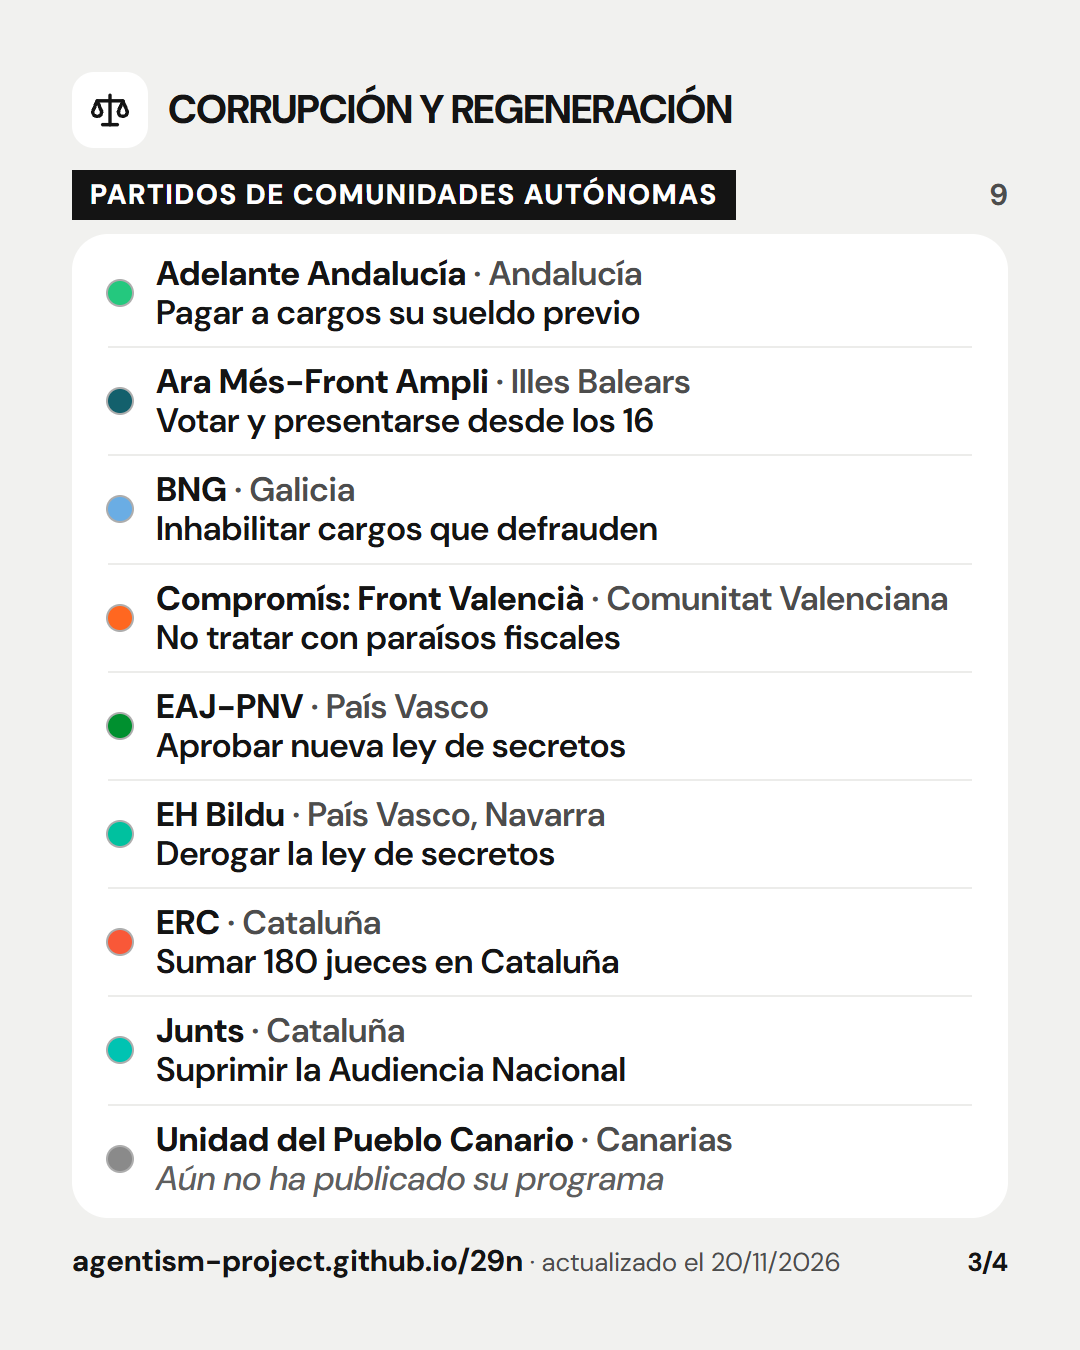 CORRUPCIÓN Y REGENERACIÓN
PARTIDOS DE COMUNIDADES AUTÓNOMAS 9
Adelante Andalucía · Andalucía
Pagar a cargos su sueldo previo
Ara Més–Front Ampli · Illes Balears
Votar y presentarse desde los 16
BNG · Galicia
Inhabilitar cargos que defrauden
Compromís: Front Valencià · Comunitat Valenciana
No tratar con paraísos fiscales
EAJ-PNV · País Vasco
Aprobar nueva ley de secretos
EH Bildu · País Vasco, Navarra
Derogar la ley de secretos
ERC · Cataluña
Sumar 180 jueces en Cataluña
Junts · Cataluña
Suprimir la Audiencia Nacional
Unidad del Pueblo Canario · Canarias
Aún no ha publicado su programa
agentism-project.github.io/29n · actualizado el 20/11/2026 3/4